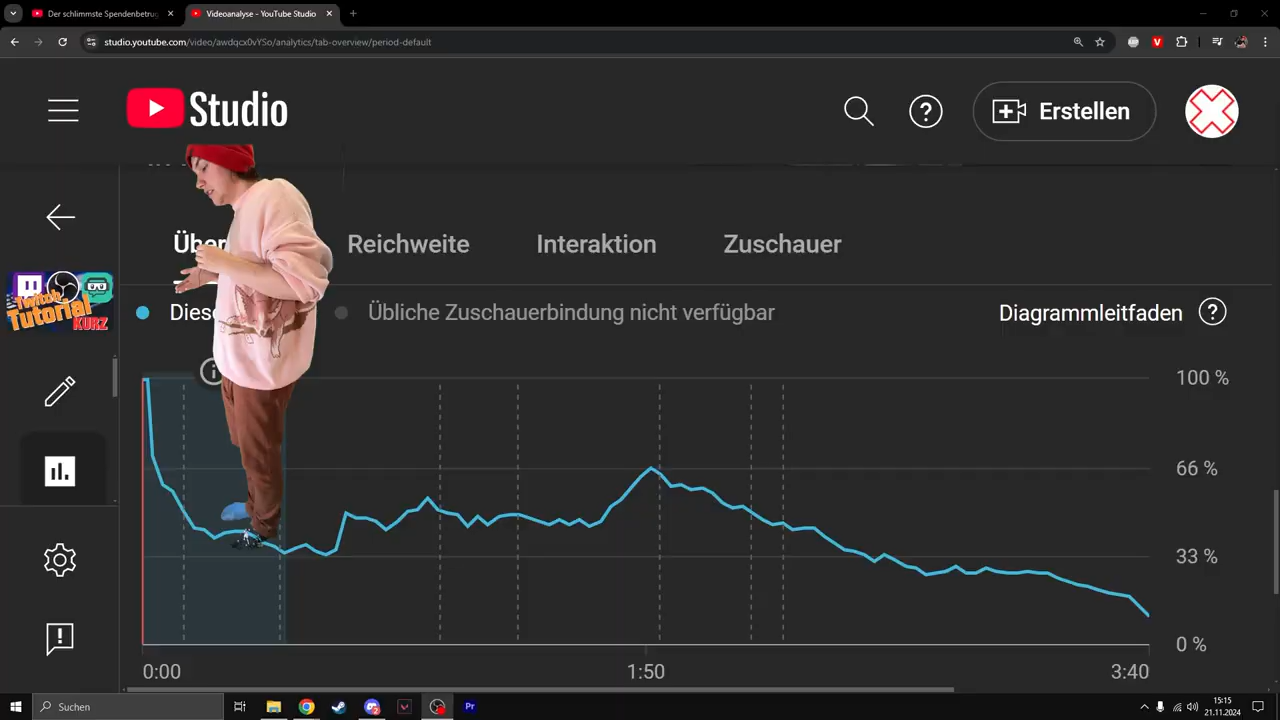 Der schlimmste Spendenbetrug
Videoanalyse - YouTube Studio
studio.youtube.com/video/awdqcx0vYSo/analytics/tab-overview/period-default
Studio
Erstellen
Reichweite
Interaktion
Zuschauer
Übliche Zuschauerbindung nicht verfügbar
Diagrammleitfaden
Twitch
Tutorial
KURZ
100 %
66 %
33 %
0 %
0:00
1:50
3:40
Suchen
Pr
15:15
21.11.2024